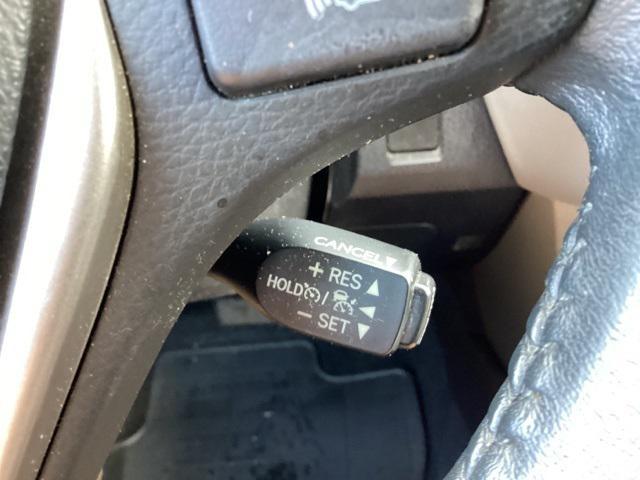 CANCEL▼
+ RES ▲
HOLD / ◀
− SET ▼